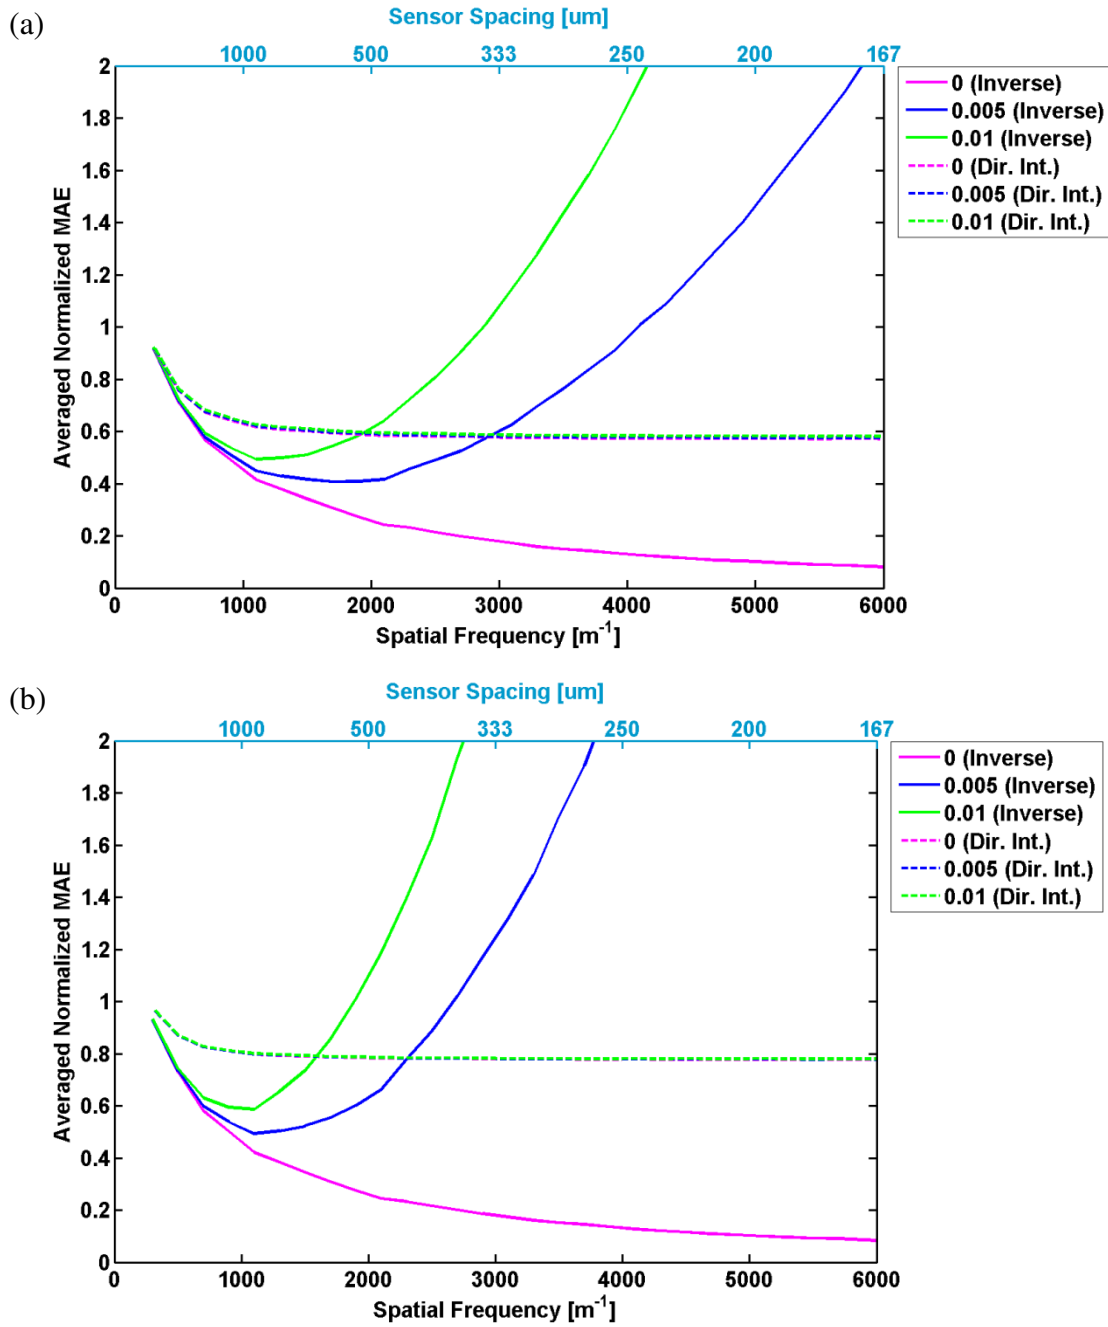 (a)
Sensor Spacing [um]
1000 500 333 250 200 167
2
1.8
1.6
1.4
1.2
1
0.8
0.6
0.4
0.2
0
Averaged Normalized MAE
0 1000 2000 3000 4000 5000 6000
Spatial Frequency [m⁻¹]
0 (Inverse)
0.005 (Inverse)
0.01 (Inverse)
0 (Dir. Int.)
0.005 (Dir. Int.)
0.01 (Dir. Int.)
(b)
Sensor Spacing [um]
1000 500 333 250 200 167
2
1.8
1.6
1.4
1.2
1
0.8
0.6
0.4
0.2
0
Averaged Normalized MAE
0 1000 2000 3000 4000 5000 6000
Spatial Frequency [m⁻¹]
0 (Inverse)
0.005 (Inverse)
0.01 (Inverse)
0 (Dir. Int.)
0.005 (Dir. Int.)
0.01 (Dir. Int.)